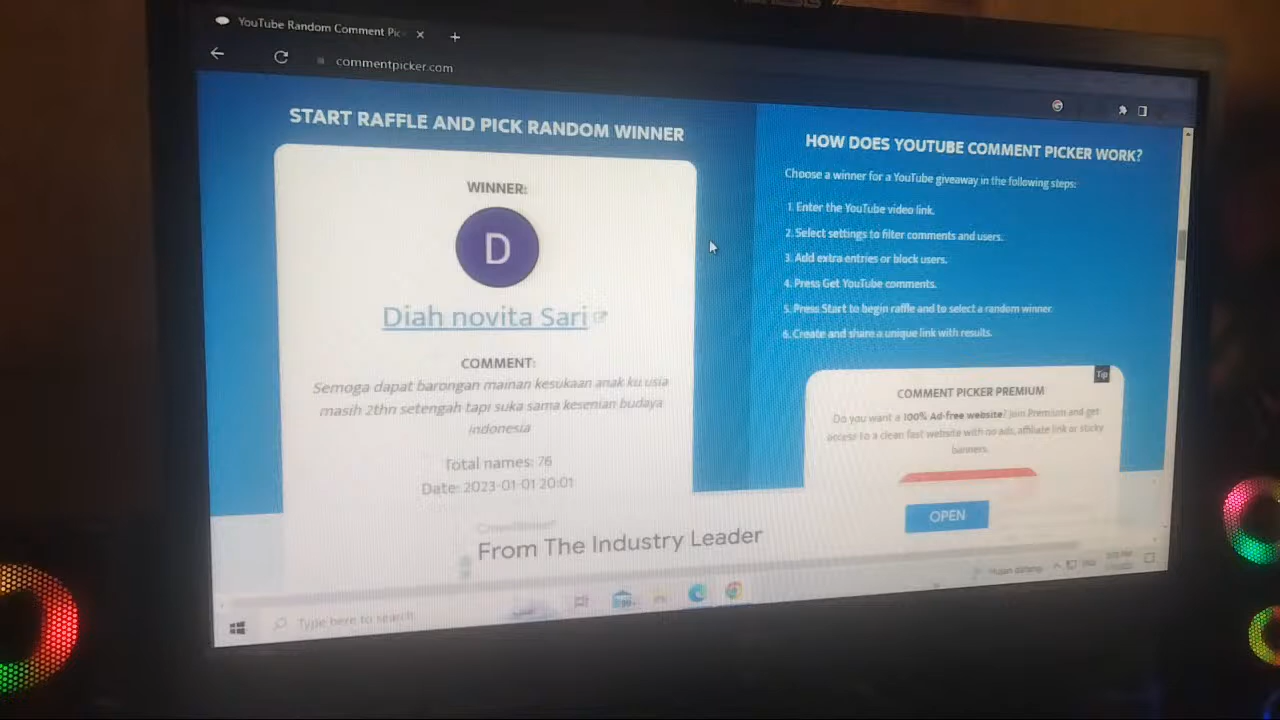 YouTube Random Comment Pic
commentpicker.com
START RAFFLE AND PICK RANDOM WINNER
WINNER:
D
Diah novita Sari
COMMENT:
Semoga dapat barongan mainan kesukaan anak ku usia
masih 2thn setengah tapi suka sama kesenian budaya
indonesia
Total names: 76
Date: 2023-01-01 20:01
HOW DOES YOUTUBE COMMENT PICKER WORK?
Choose a winner for a YouTube giveaway in the following steps:
1. Enter the YouTube video link.
2. Select settings to filter comments and users.
3. Add extra entries or block users.
4. Press Get YouTube comments.
5. Press Start to begin raffle and to select a random winner.
6. Create and share a unique link with results.
Tip
COMMENT PICKER PREMIUM
Do you want a 100% Ad-free website? Join Premium and get
access to a clean fast website with no ads, affiliate link or sticky
banners.
From The Industry Leader
OPEN
Type here to search
Hujan datang